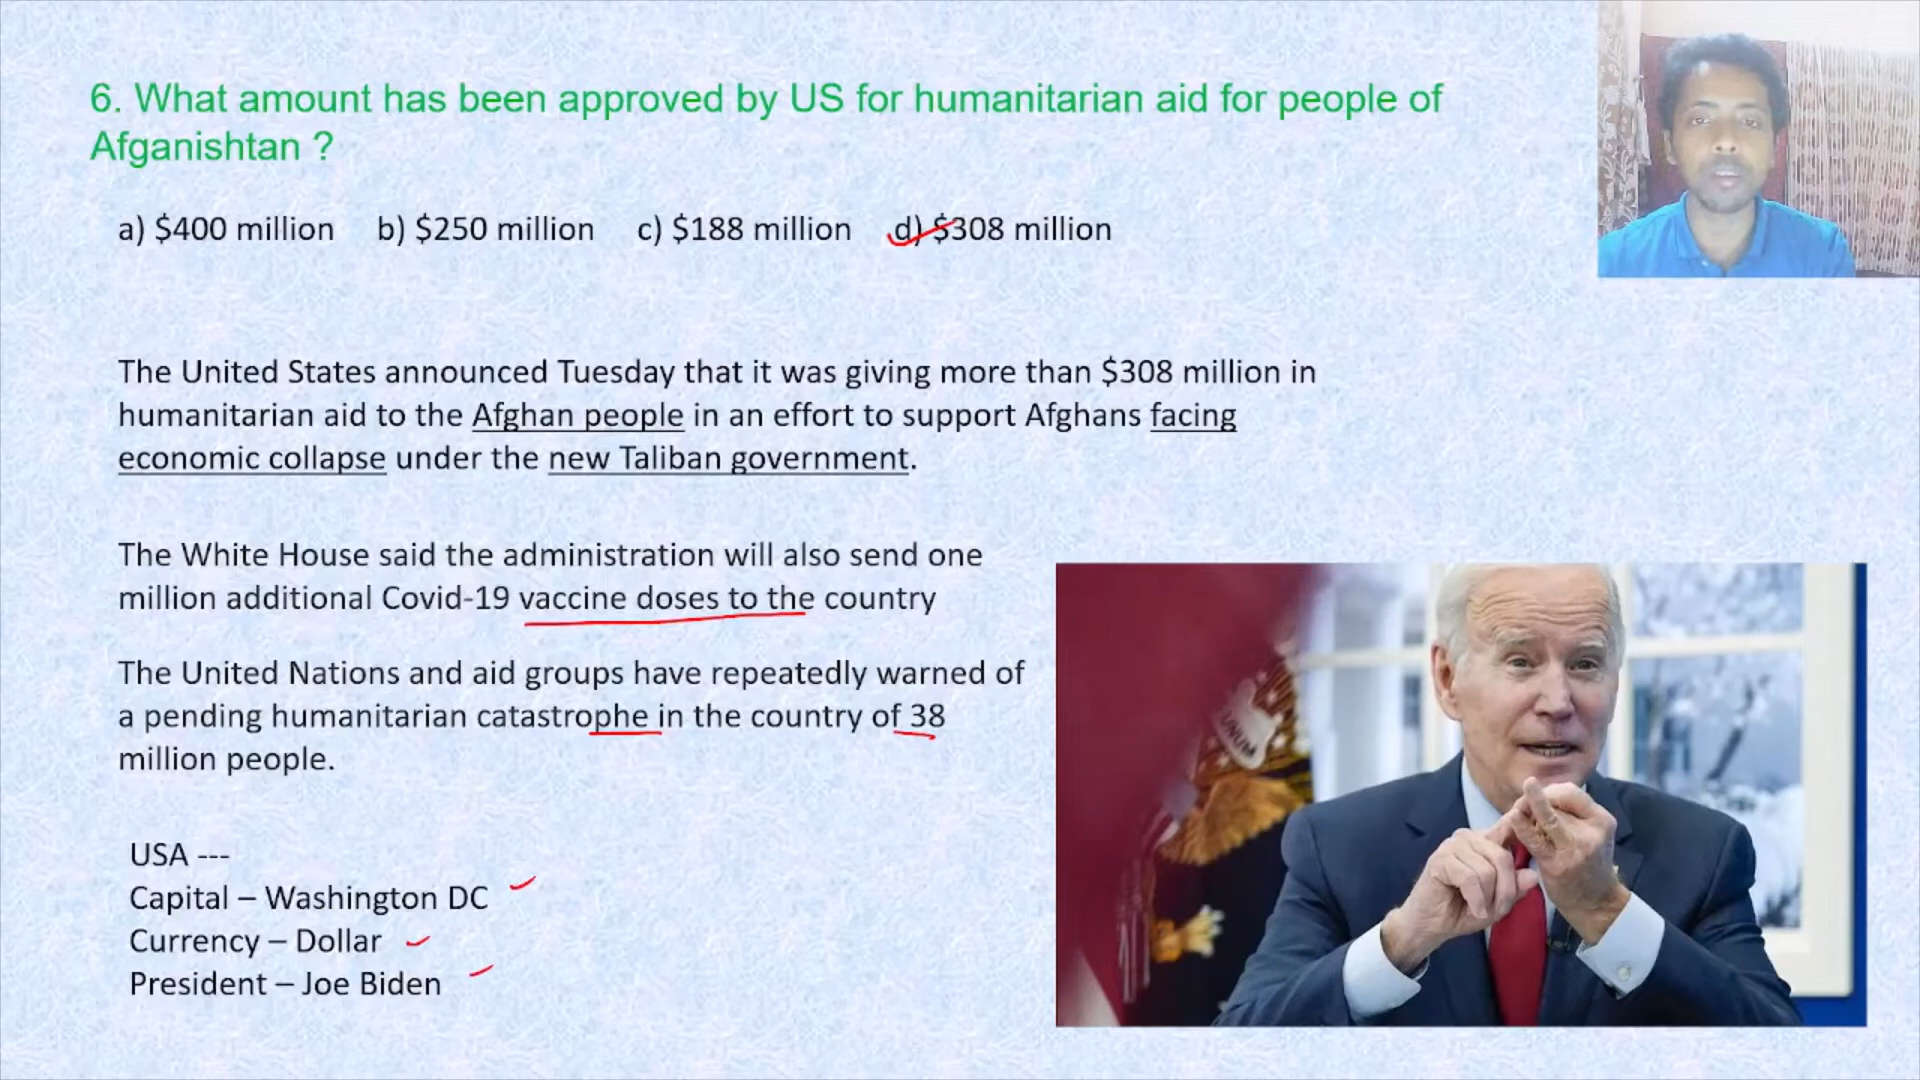 6. What amount has been approved by US for humanitarian aid for people of
Afganishtan ?
a) $400 million b) $250 million c) $188 million d) $308 million
The United States announced Tuesday that it was giving more than $308 million in
humanitarian aid to the Afghan people in an effort to support Afghans facing
economic collapse under the new Taliban government.
The White House said the administration will also send one
million additional Covid-19 vaccine doses to the country
The United Nations and aid groups have repeatedly warned of
a pending humanitarian catastrophe in the country of 38
million people.
UNUM
USA ---
Capital – Washington DC
Currency – Dollar
President – Joe Biden